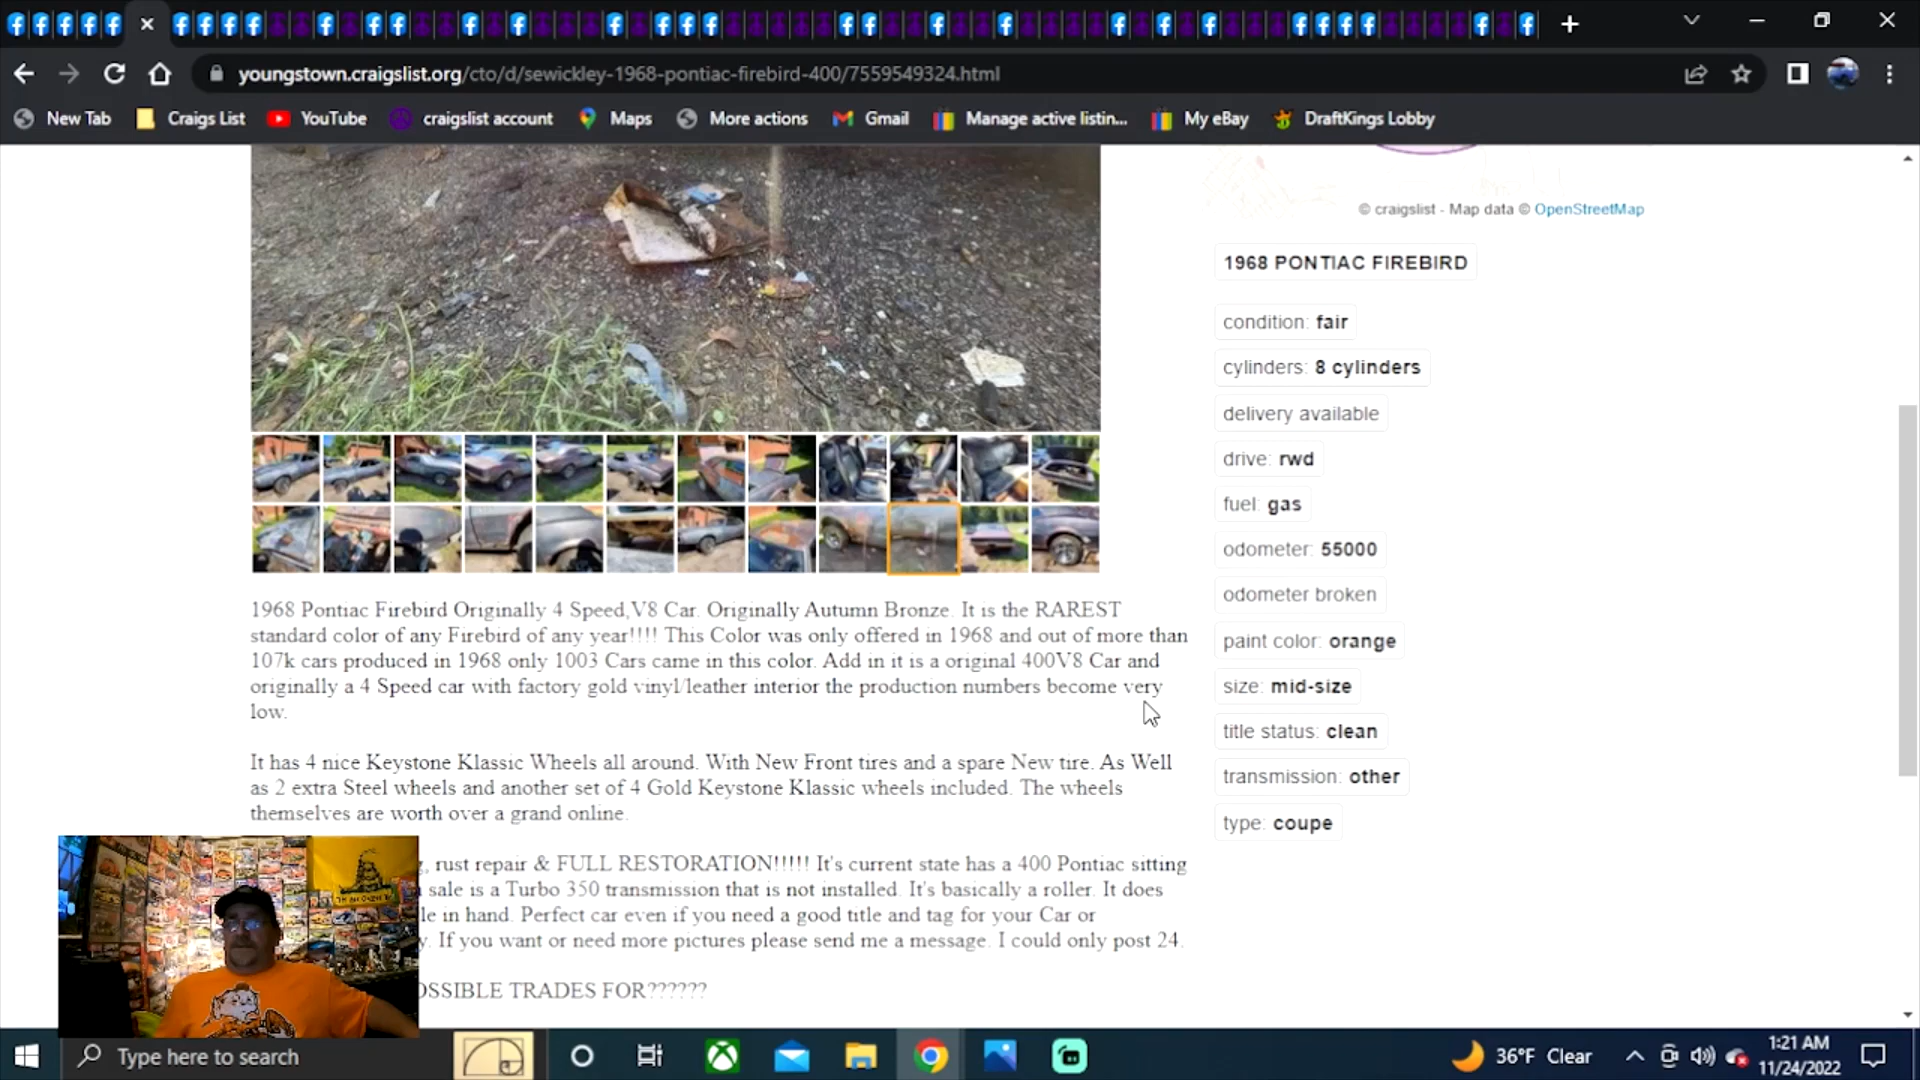 youngstown.craigslist.org/cto/d/sewickley-1968-pontiac-firebird-400/7559549324.html
New Tab Craigs List YouTube craigslist account Maps More actions Gmail Manage active listin... My eBay DraftKings Lobby
© craigslist - Map data © OpenStreetMap
1968 PONTIAC FIREBIRD
condition: fair
cylinders: 8 cylinders
delivery available
drive: rwd
fuel: gas
odometer: 55000
odometer broken
paint color: orange
size: mid-size
title status: clean
transmission: other
type: coupe
1968 Pontiac Firebird Originally 4 Speed,V8 Car. Originally Autumn Bronze. It is the RAREST
standard color of any Firebird of any year!!!! This Color was only offered in 1968 and out of more than
107k cars produced in 1968 only 1003 Cars came in this color. Add in it is a original 400V8 Car and
originally a 4 Speed car with factory gold vinyl/leather interior the production numbers become very
low.
It has 4 nice Keystone Klassic Wheels all around. With New Front tires and a spare New tire. As Well
as 2 extra Steel wheels and another set of 4 Gold Keystone Klassic wheels included. The wheels
themselves are worth over a grand online.
, rust repair & FULL RESTORATION!!!!! It's current state has a 400 Pontiac sitting
sale is a Turbo 350 transmission that is not installed. It's basically a roller. It does
le in hand. Perfect car even if you need a good title and tag for your Car or
. If you want or need more pictures please send me a message. I could only post 24.
OSSIBLE TRADES FOR??????
Type here to search
36°F Clear
1:21 AM
11/24/2022